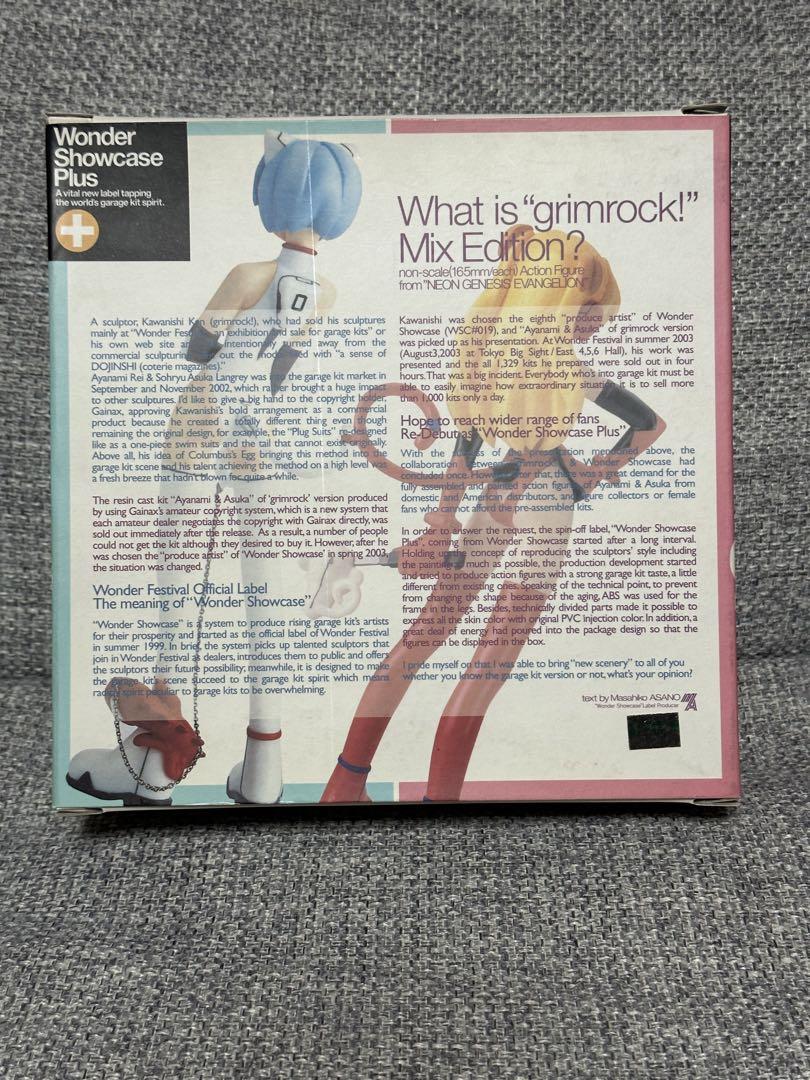 Wonder
Showcase
Plus
A vital new label tapping
the world's garage kit spirit.
What is "grimrock!"
Mix Edition?
non-scale(165mm/each) Action Figure
from "NEON GENESIS EVANGELION"
0
A sculptor, Kawanishi Ken (grimrock!), who had sold his sculptures
mainly at "Wonder Fest an exhibition and sale for garage kits" or
his own web site an intentionally turned away from the
commercial sculpturing out the mode with "a sense of
DOJINSHI (coterie magazines)."
Ayanami Rei & Sohryu Asuka Langrey was put on the garage kit market in
September and November 2002, which rather brought a huge impact
to other sculptures. I'd like to give a big hand to the copyright holder,
Gainax, approving Kawanishi's bold arrangement as a commercial
product because he created a totally different thing even though
remaining the original design, for example, the "Plug Suits" re-designed
like as a one-piece swim suits and the tail that cannot exist originally.
Above all, his idea of Columbus's Egg bringing this method into a
garage kit scene and his talent achieving the method on a high level was
a fresh breeze that hadn't blown for quite a while.
The resin cast kit "Ayanami & Asuka" of 'grimrock' version produced
by using Gainax's amateur copyright system, which is a new system that
each amateur dealer negotiates the copyright with Gainax directly, was
sold out immediately after the release. As a result, a number of people
could not get the kit although they desired to buy it. However, after he
was chosen the "produce artist" of 'Wonder Showcase' in spring 2003,
the situation was changed.
Wonder Festival Official Label
The meaning of "Wonder Showcase"
"Wonder Showcase" is a system to produce rising garage kit's artists
for their prosperity and started as the official label of Wonder Festival
in summer 1999. In brief, the system picks up talented sculptors that
join in Wonder Festival as dealers, introduces them to public and offers
the sculptors their future possibility; meanwhile, it is designed to make
the garage kit's scene succeed to the garage kit spirit which means
radical spirit peculiar to garage kits to be overwhelming.
Kawanishi was chosen the eighth "produce artist" of Wonder
Showcase (WSC#019), and "Ayanami & Asuka" of grimrock version
was picked up as his presentation. At Wonder Festival in summer 2003
(August3,2003 at Tokyo Big Sight / East 4,5,6 Hall), his work was
presented and the all 1,329 kits he prepared were sold out in four
hours. That was a big incident. Everybody who's into garage kit must be
able to easily imagine how extraordinary situation it is to sell more
than 1,000 kits only a day.
Hope to reach wider range of fans
Re-Debut as "Wonder Showcase Plus"
With the success of the presentation mentioned above, the
collaboration between grimrock! & Wonder Showcase had
concluded once. However, after that, there was a great demand for the
fully assembled and painted action figures of Ayanami & Asuka from
domestic and American distributors, and figure collectors or female
fans who cannot afford the pre-assembled kits.
In order to answer the request, the spin-off label, "Wonder Showcase
Plus", coming from Wonder Showcase started after a long interval.
Holding up a concept of reproducing the sculptors' style including
the painting as much as possible, the production development started
and tried to produce action figures with a strong garage kit taste, a little
different from existing ones. Speaking of the technical point, to prevent
from changing the shape because of the aging, ABS was used for the
frame in the legs. Besides, technically divided parts made it possible to
express all the skin color with original PVC injection color. In addition, a
great deal of energy had poured into the package design so that the
figures can be displayed in the box.
I pride myself on that I was able to bring "new scenery" to all of you
whether you know the garage kit version or not, what's your opinion?
text by Masahiko ASANO
"Wonder Showcase" Label Producer